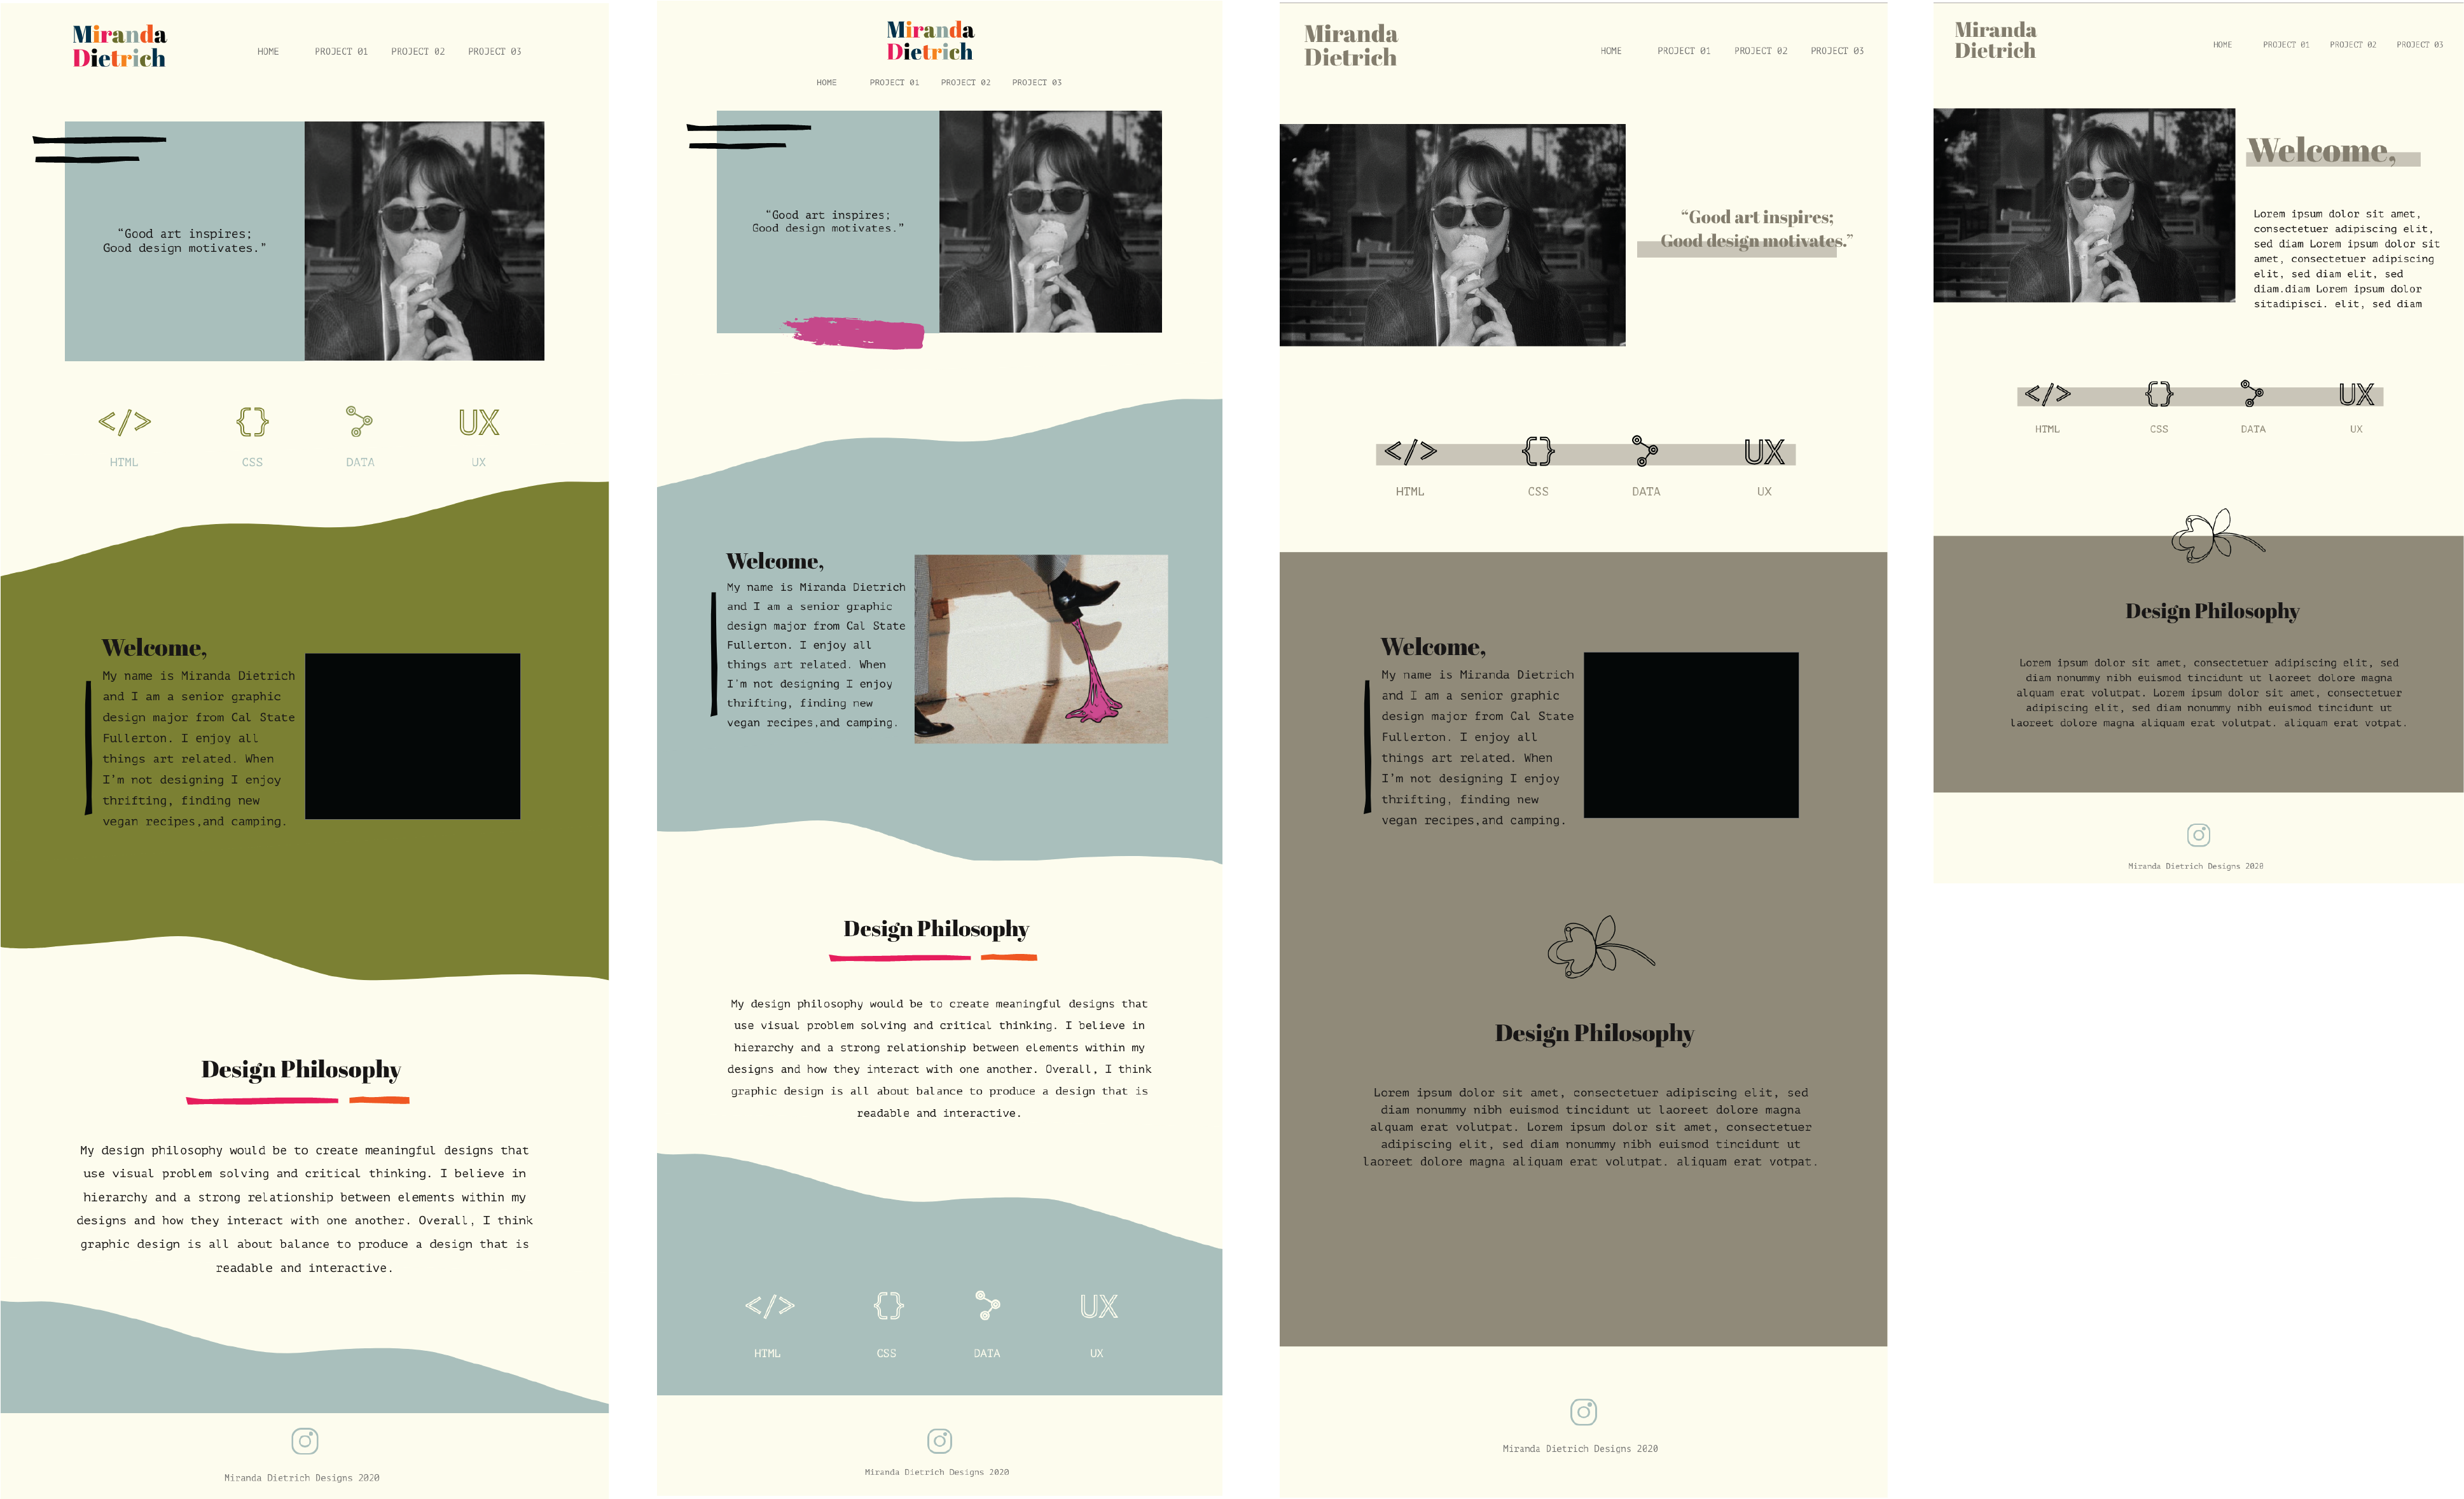 Miranda
Dietrich
HOME PROJECT 01 PROJECT 02 PROJECT 03
“Good art inspires;
Good design motivates."
HTML CSS DATA UX
Welcome,
My name is Miranda Dietrich
and I am a senior graphic
design major from Cal State
Fullerton. I enjoy all
things art related. When
I’m not designing I enjoy
thrifting, finding new
vegan recipes,and camping.
Design Philosophy
My design philosophy would be to create meaningful designs that
use visual problem solving and critical thinking. I believe in
hierarchy and a strong relationship between elements within my
designs and how they interact with one another. Overall, I think
graphic design is all about balance to produce a design that is
readable and interactive.
Miranda Dietrich Designs 2020
Miranda
Dietrich
HOME PROJECT 01 PROJECT 02 PROJECT 03
“Good art inspires;
Good design motivates.”
Welcome,
My name is Miranda Dietrich
and I am a senior graphic
design major from Cal State
Fullerton. I enjoy all
things art related. When
I'm not designing I enjoy
thrifting, finding new
vegan recipes,and camping.
Design Philosophy
My design philosophy would be to create meaningful designs that
use visual problem solving and critical thinking. I believe in
hierarchy and a strong relationship between elements within my
designs and how they interact with one another. Overall, I think
graphic design is all about balance to produce a design that is
readable and interactive.
</> {} UX
HTML CSS DATA UX
Miranda Dietrich Designs 2020
Miranda
Dietrich
HOME PROJECT 01 PROJECT 02 PROJECT 03
“Good art inspires;
Good design motivates.”
</> {} UX
HTML CSS DATA UX
Welcome,
My name is Miranda Dietrich
and I am a senior graphic
design major from Cal State
Fullerton. I enjoy all
things art related. When
I’m not designing I enjoy
thrifting, finding new
vegan recipes,and camping.
Design Philosophy
Lorem ipsum dolor sit amet, consectetuer adipiscing elit, sed
diam nonummy nibh euismod tincidunt ut laoreet dolore magna
alquam erat volutpat. Lorem ipsum dolor sit amet, consectetuer
adipiscing elit, sed diam nonummy nibh euismod tincidunt ut
laoreet dolore magna aliquam erat volutpat. aliquam erat votpat.
Miranda Dietrich Designs 2020
Miranda
Dietrich
HOME PROJECT 01 PROJECT 02 PROJECT 03
Welcome,
Lorem ipsum dolor sit amet,
consectetuer adipiscing elit,
sed diam Lorem ipsum dolor sit
amet, consectetuer adipiscing
elit, sed diam elit, sed
diam.diam Lorem ipsum dolor
sitadipisci. elit, sed diam
</> {} UX
HTML CSS DATA UX
Design Philosophy
Lorem ipsum dolor sit amet, consectetuer adipiscing elit, sed
diam nonummy nibh euismod tincidunt ut laoreet dolore magna
alquam erat volutpat. Lorem ipsum dolor sit amet, consectetuer
adipiscing elit, sed diam nonummy nibh euismod tincidunt ut
laoreet dolore magna aliquam erat volutpat. aliquam erat votpat.
Miranda Dietrich Designs 2020